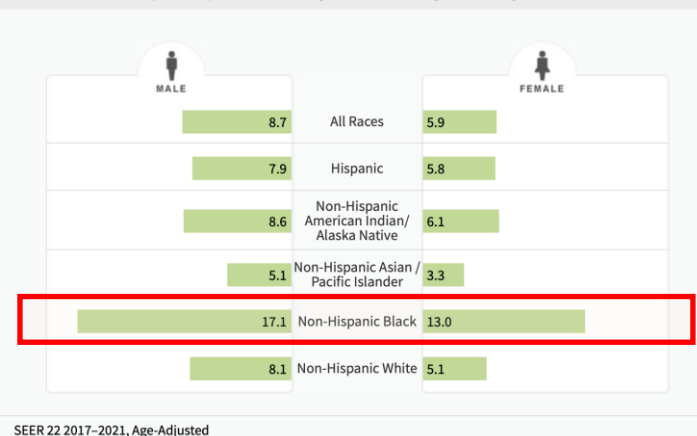 MALE
FEMALE
8.7 All Races 5.9
7.9 Hispanic 5.8
Non-Hispanic
8.6 American Indian/ 6.1
Alaska Native
5.1 Non-Hispanic Asian / 3.3
Pacific Islander
17.1 Non-Hispanic Black 13.0
8.1 Non-Hispanic White 5.1
SEER 22 2017–2021, Age-Adjusted